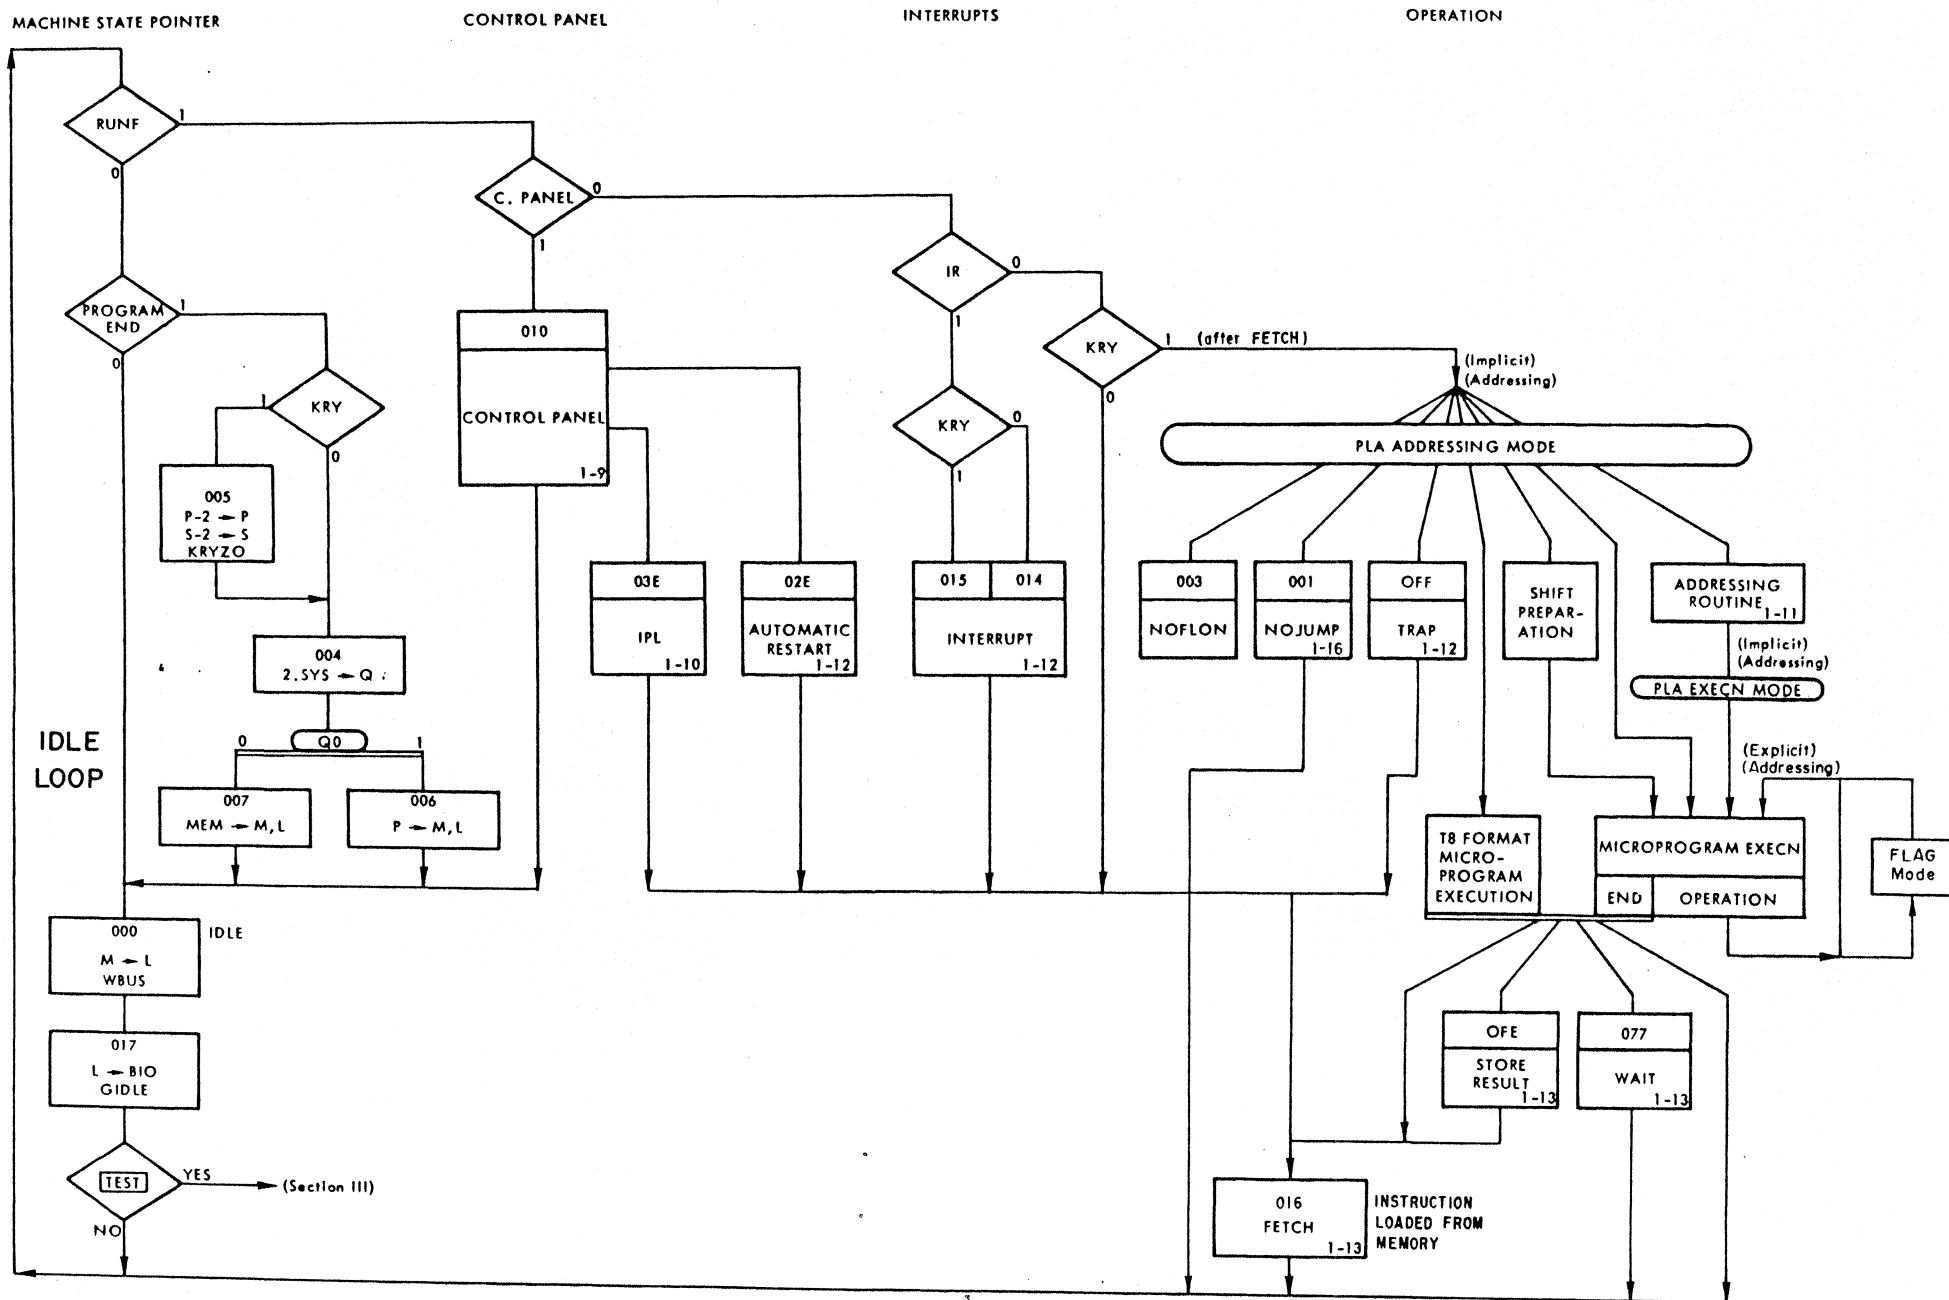 MACHINE STATE POINTER
CONTROL PANEL
INTERRUPTS
OPERATION
RUNF
1
0
C. PANEL
0
1
IR
0
1
PROGRAM
END
1
0
010
CONTROL PANEL
1-9
KRY
1
0
KRY
1
(after FETCH)
0
(Implicit)
(Addressing)
KRY
0
1
PLA ADDRESSING MODE
005
P-2 → P
S-2 → S
KRYZO
03E
IPL
1-10
02E
AUTOMATIC
RESTART
1-12
015
014
INTERRUPT
1-12
003
NOFLON
001
NOJUMP
1-16
OFF
TRAP
1-12
SHIFT
PREPAR-
ATION
ADDRESSING
ROUTINE
1-11
(Implicit)
(Addressing)
PLA EXECN MODE
004
2.SYS → Q
Q0
0
1
IDLE
LOOP
007
MEM → M,L
006
P → M,L
(Explicit)
(Addressing)
T8 FORMAT
MICRO-
PROGRAM
EXECUTION
MICROPROGRAM EXECN
END
OPERATION
FLAG
Mode
000
M → L
WBUS
IDLE
017
L → BIO
GIDLE
OFE
STORE
RESULT
1-13
077
WAIT
1-13
TEST
YES
(Section III)
NO
016
FETCH
1-13
INSTRUCTION
LOADED FROM
MEMORY